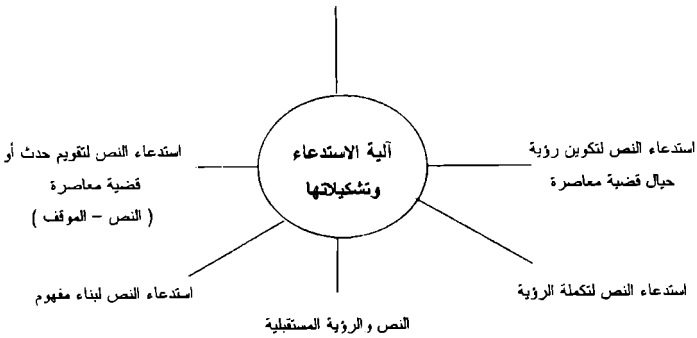 آلية الاستدعاء
وتشكيلاتها
استدعاء النص لتكوين رؤية
حيال قضية معاصرة
استدعاء النص لتكملة الرؤية
النص والرؤية المستقبلية
استدعاء النص لبناء مفهوم
استدعاء النص لتقويم حدث أو
قضية معاصرة
( النص – الموقف )